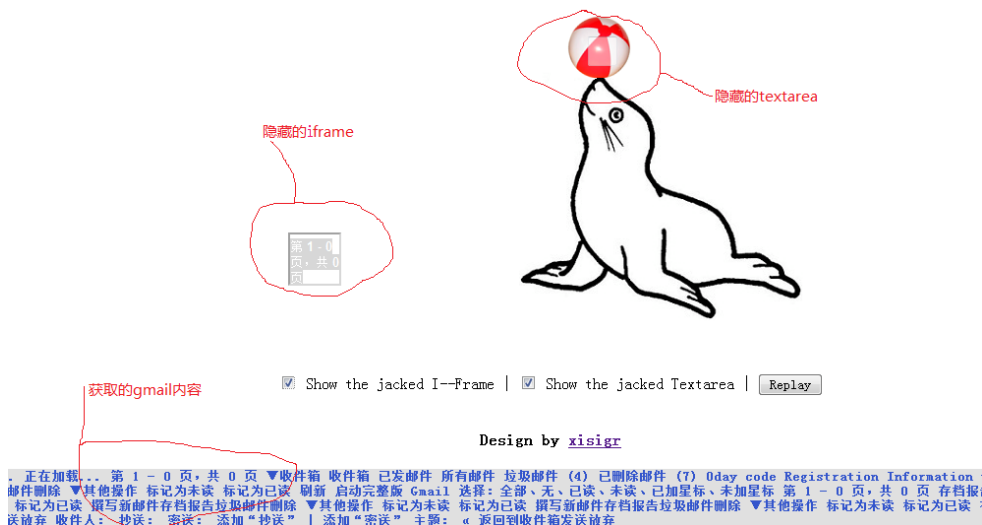 隐藏的textarea
隐藏的iframe
第 1 - 0
页，共 0
页
获取的gmail内容
Show the jacked I--Frame | Show the jacked Textarea | Replay
Design by xisigr
. 正在加载... 第 1 - 0 页，共 0 页 ▼收件箱 收件箱 已发邮件 所有邮件 垃圾邮件 (4) 已删除邮件 (7) 0day code Registration Information
邮件删除 ▼其他操作 标记为未读 标记为已读 刷新 启动完整版 Gmail 选择：全部、无、已读、未读、已加星标、未加星标 第 1 - 0 页，共 0 页 存档报
标记为已读 撰写新邮件存档报告垃圾邮件删除 ▼其他操作 标记为未读 标记为已读 撰写新邮件存档报告垃圾邮件删除 ▼其他操作 标记为未读 标记为已读
送放弃 收件人： 抄送： 密送： 添加“抄送” | 添加“密送” 主题： « 返回到收件箱发送放弃